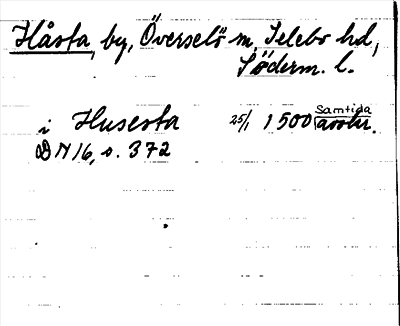 Håsta, by, Överselö sn, Selebo hd,
Söderm. l.
i Husesta 25/1 1500 Samtida avskr.
DN 16, s. 372